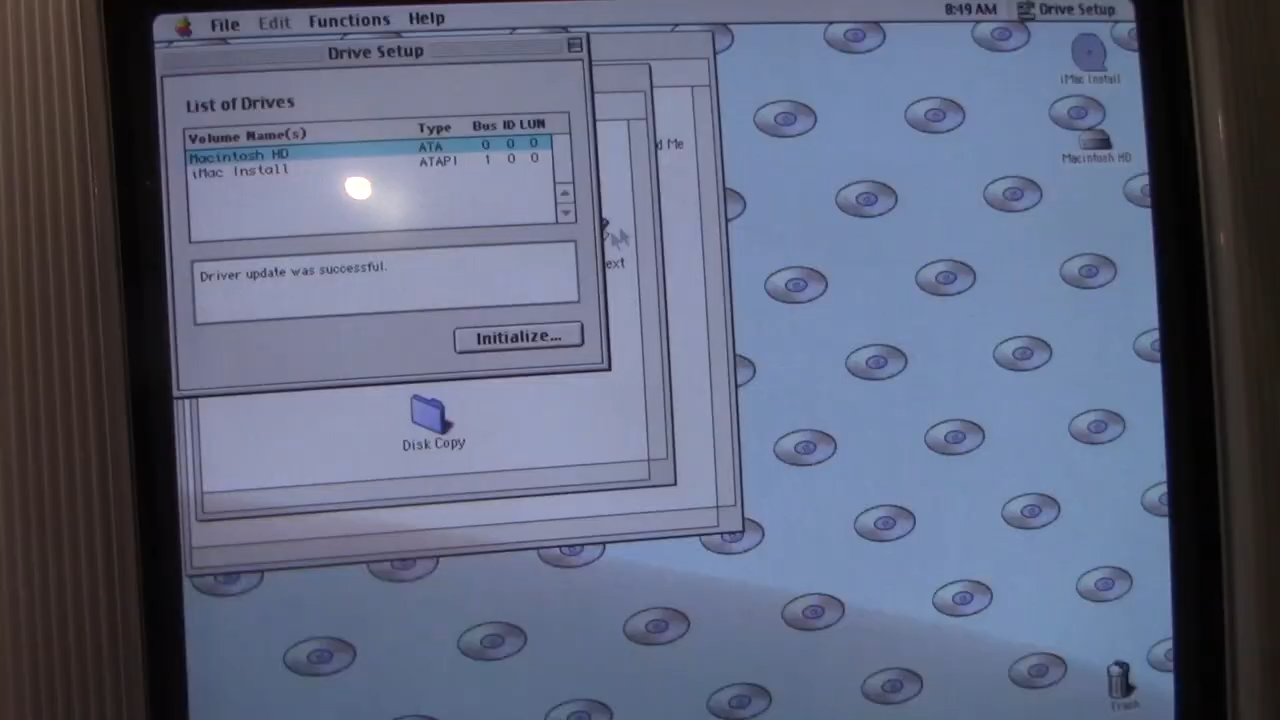 File Edit Functions Help
8:49 AM Drive Setup
Drive Setup
iMac Install
List of Drives
Volume Name(s) Type Bus ID LUN
Macintosh HD ATA 0 0 0
iMac Install ATAPI 1 0 0
d Me
Macintosh HD
ext
Driver update was successful.
Initialize...
Disk Copy